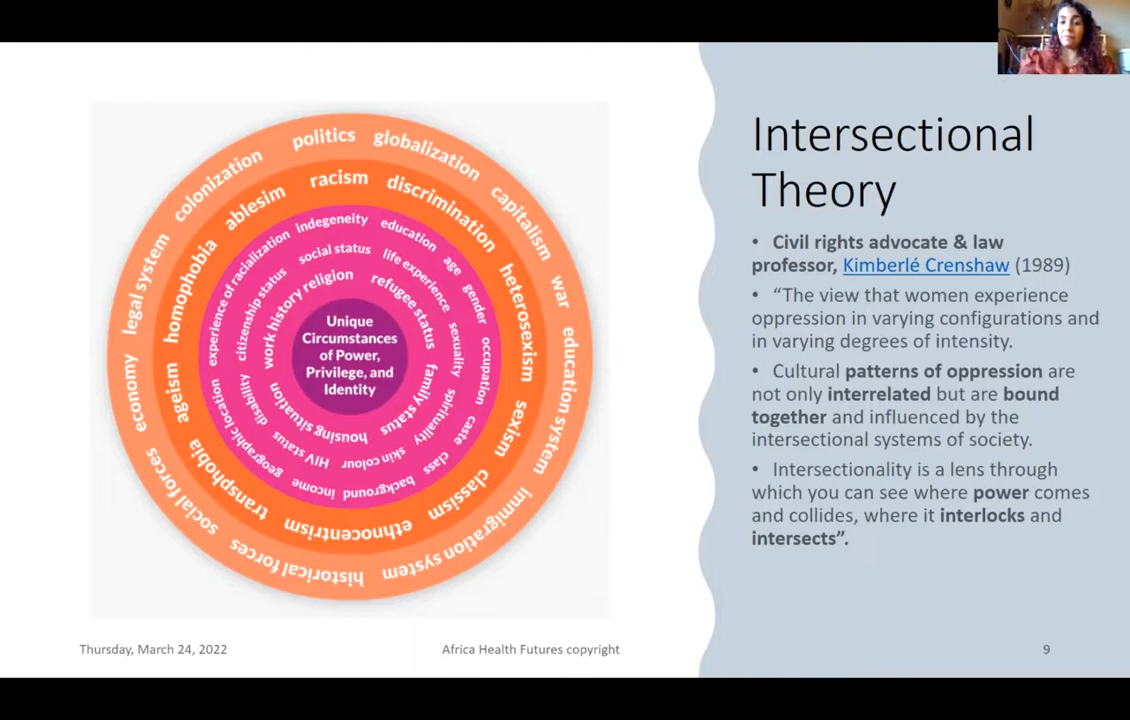 Intersectional
Theory
• Civil rights advocate & law
professor, Kimberlé Crenshaw (1989)
• “The view that women experience
oppression in varying configurations and
in varying degrees of intensity.
• Cultural patterns of oppression are
not only interrelated but are bound
together and influenced by the
intersectional systems of society.
• Intersectionality is a lens through
which you can see where power comes
and collides, where it interlocks and
intersects”.
politics
globalization
capitalism
war
education system
immigration system
historical forces
social forces
economy
legal system
colonization
racism
discrimination
heterosexism
sexism
classism
ethnocentrism
transphobia
ageism
homophobia
ablesim
indegeneity
education
age
gender
occupation
caste
class
background
income
geographic location
experience of racialization
social status
life experience
sexuality
spirituality
skin colour
HIV status
disability
citizenship status
religion
refugee status
family status
housing situation
work history
Unique
Circumstances
of Power,
Privilege, and
Identity
Thursday, March 24, 2022
Africa Health Futures copyright
9